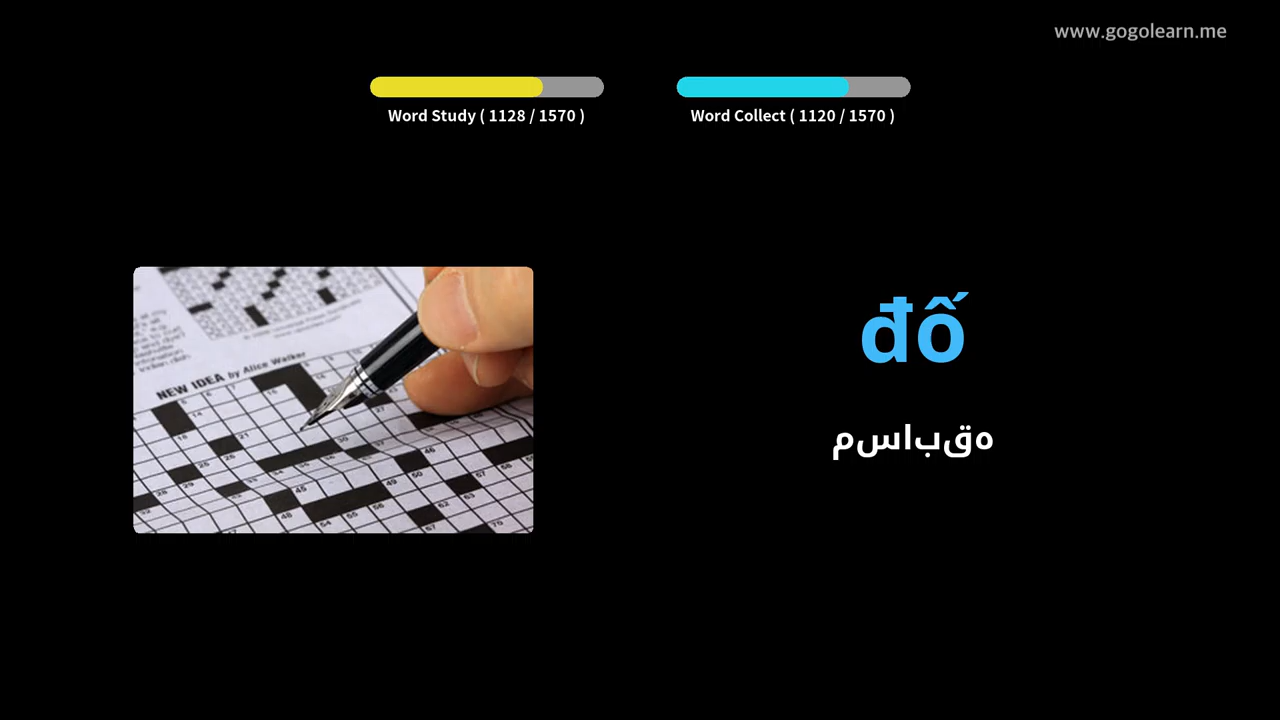 www.gogolearn.me
Word Study ( 1128 / 1570 )
Word Collect ( 1120 / 1570 )
NEW IDEA by Alice Walker
đố
مسابقه